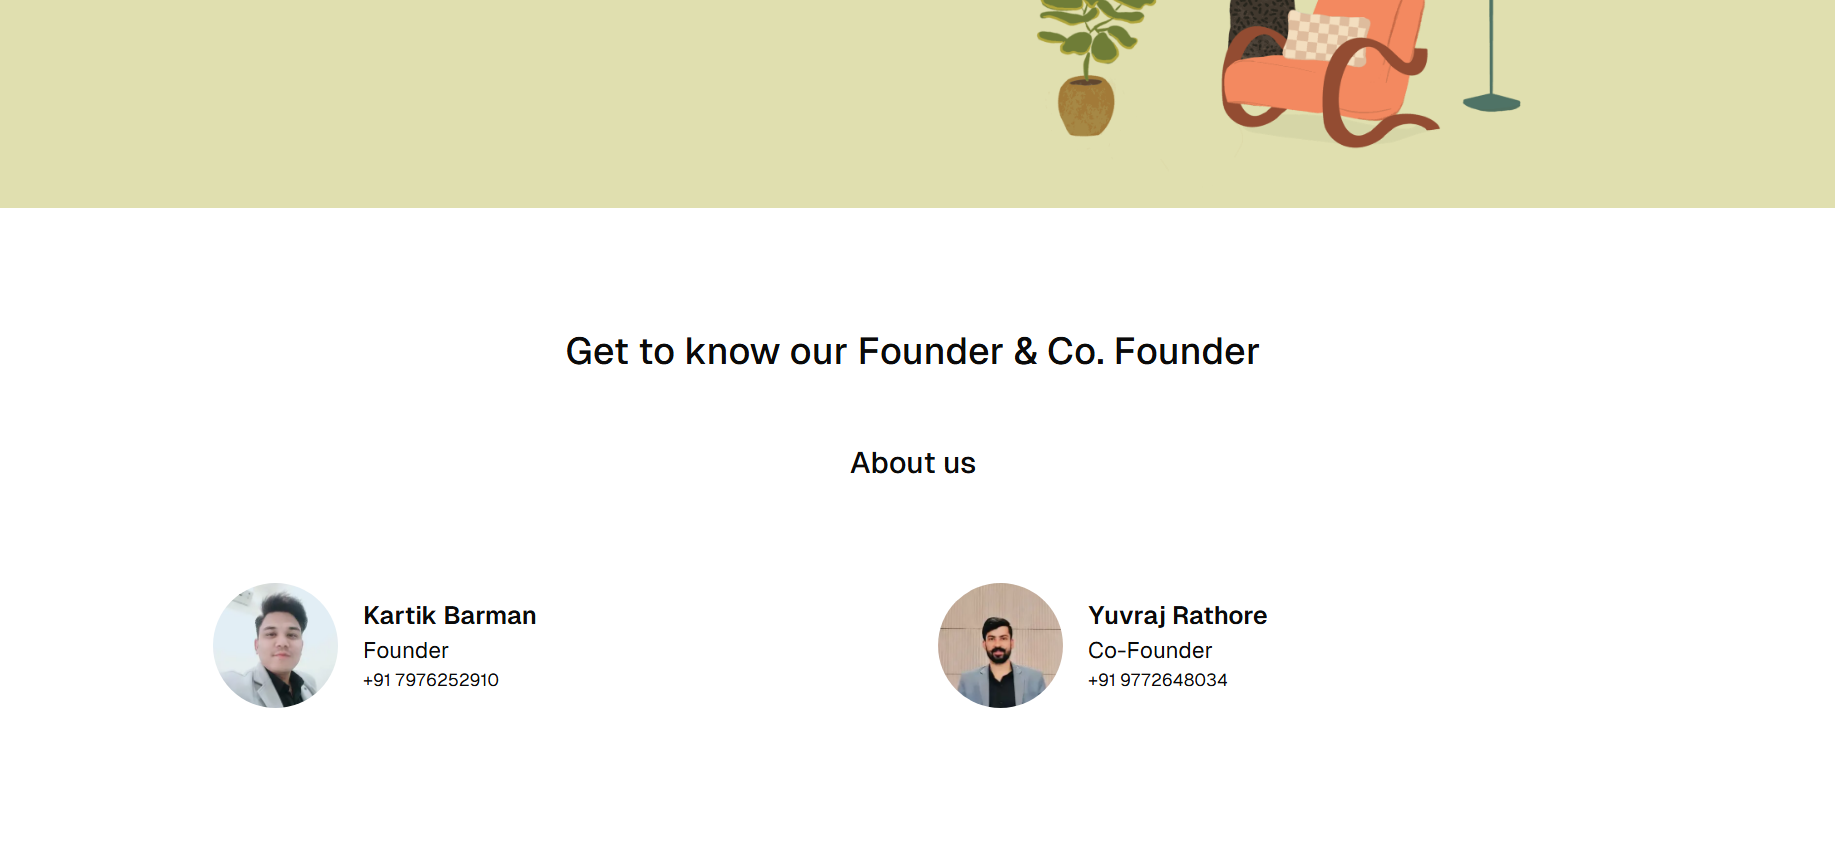 Get to know our Founder & Co. Founder
About us
Kartik Barman
Founder
+91 7976252910
Yuvraj Rathore
Co-Founder
+91 9772648034